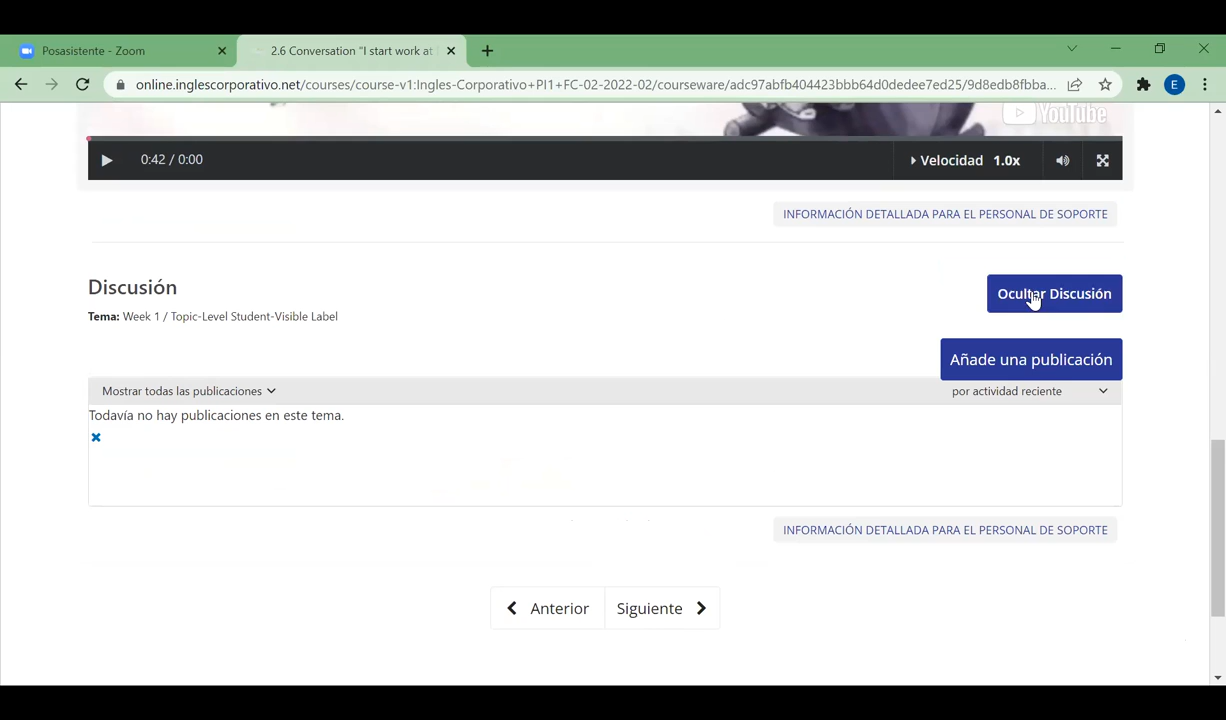 Posasistente - Zoom
2.6 Conversation "I start work at
online.inglescorporativo.net/courses/course-v1:Ingles-Corporativo+PI1+FC-02-2022-02/courseware/adc97abfb404423bbb64d0dedee7ed25/9d8edb8fbba...
E
YouTube
0:42 / 0:00
Velocidad 1.0x
INFORMACIÓN DETALLADA PARA EL PERSONAL DE SOPORTE
Discusión
Ocultar Discusión
Tema: Week 1 / Topic-Level Student-Visible Label
Añade una publicación
Mostrar todas las publicaciones
por actividad reciente
Todavía no hay publicaciones en este tema.
INFORMACIÓN DETALLADA PARA EL PERSONAL DE SOPORTE
Anterior
Siguiente